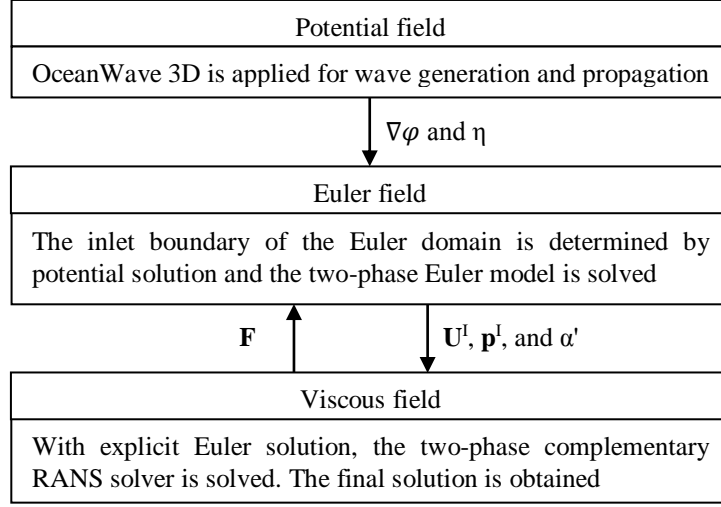 Potential field
OceanWave 3D is applied for wave generation and propagation
∇φ and η
Euler field
The inlet boundary of the Euler domain is determined by
potential solution and the two-phase Euler model is solved
F
Uᴵ, pᴵ, and α'
Viscous field
With explicit Euler solution, the two-phase complementary
RANS solver is solved. The final solution is obtained